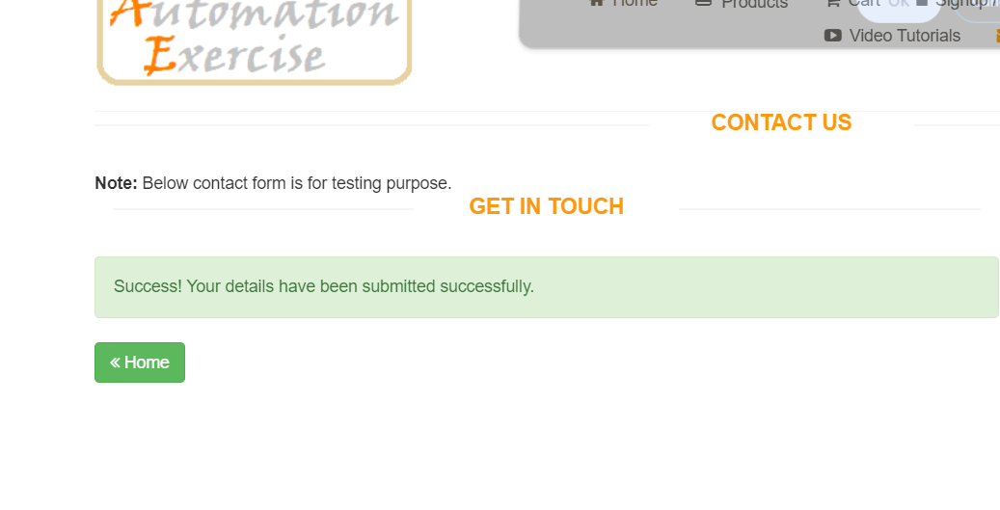 Automation
Exercise
Home Products Cart OK Signup /
Video Tutorials
CONTACT US
Note: Below contact form is for testing purpose.
GET IN TOUCH
Success! Your details have been submitted successfully.
« Home